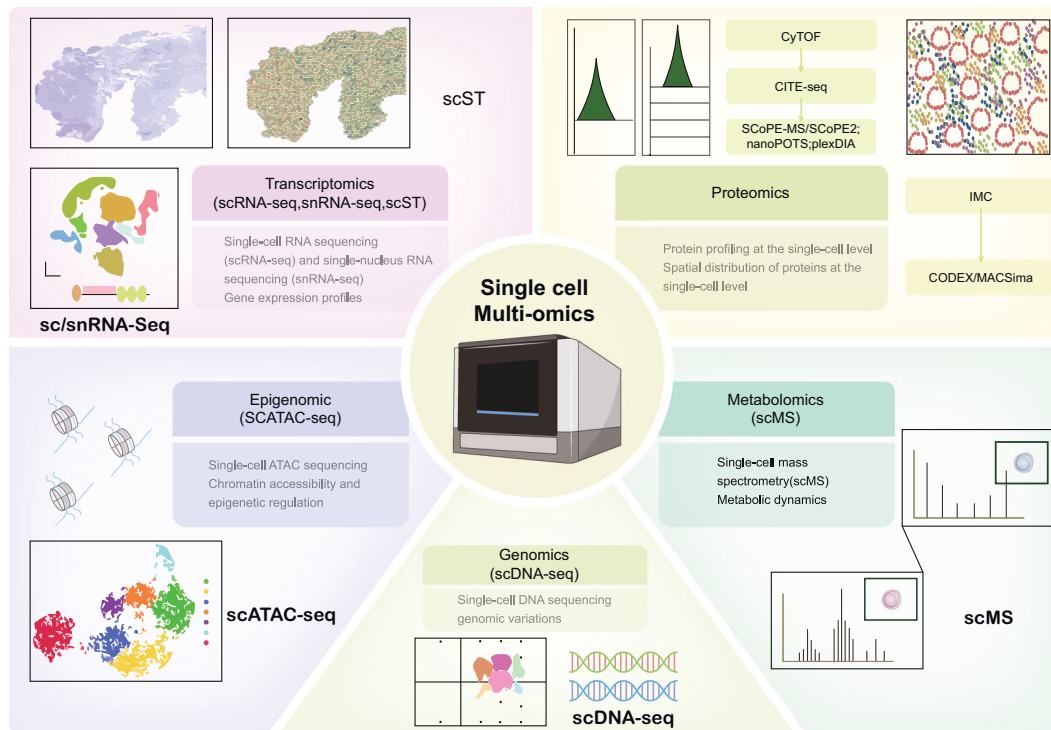 scST
Transcriptomics
(scRNA-seq,snRNA-seq,scST)
Single-cell RNA sequencing
(scRNA-seq) and single-nucleus RNA
sequencing (snRNA-seq)
Gene expression profiles
sc/snRNA-Seq
CyTOF
CITE-seq
SCoPE-MS/SCoPE2;
nanoPOTS;plexDIA
Proteomics
Protein profiling at the single-cell level
Spatial distribution of proteins at the
single-cell level
IMC
CODEX/MACSima
Single cell
Multi-omics
Epigenomic
(SCATAC-seq)
Single-cell ATAC sequencing
Chromatin accessibility and
epigenetic regulation
scATAC-seq
Metabolomics
(scMS)
Single-cell mass
spectrometry(scMS)
Metabolic dynamics
scMS
Genomics
(scDNA-seq)
Single-cell DNA sequencing
genomic variations
scDNA-seq